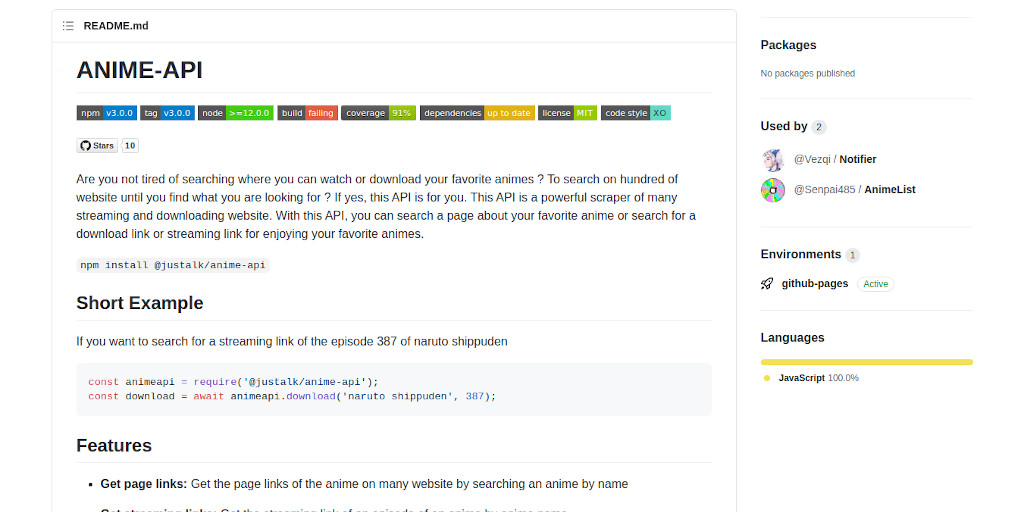 README.md
ANIME-API
npm v3.0.0 tag v3.0.0 node >=12.0.0 build failing coverage 91% dependencies up to date license MIT code style XO
Stars 10
Are you not tired of searching where you can watch or download your favorite animes ? To search on hundred of
website until you find what you are looking for ? If yes, this API is for you. This API is a powerful scraper of many
streaming and downloading website. With this API, you can search a page about your favorite anime or search for a
download link or streaming link for enjoying your favorite animes.
npm install @justalk/anime-api
Short Example
If you want to search for a streaming link of the episode 387 of naruto shippuden
const animeapi = require('@justalk/anime-api');
const download = await animeapi.download('naruto shippuden', 387);
Features
Get page links: Get the page links of the anime on many website by searching an anime by name
Packages
No packages published
Used by 2
@Vezqi / Notifier
@Senpai485 / AnimeList
Environments 1
github-pages Active
Languages
JavaScript 100.0%